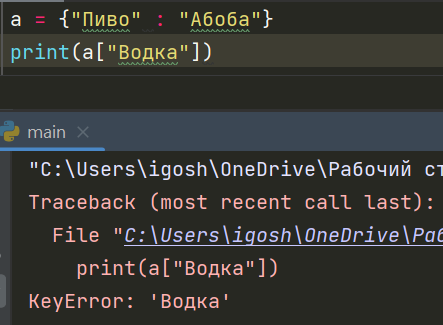 a = {"Пиво" : "Абоба"}
print(a["Водка"])
main
"C:\Users\igosh\OneDrive\Рабочий ст
Traceback (most recent call last):
File "C:\Users\igosh\OneDrive\Раб
print(a["Водка"])
KeyError: 'Водка'